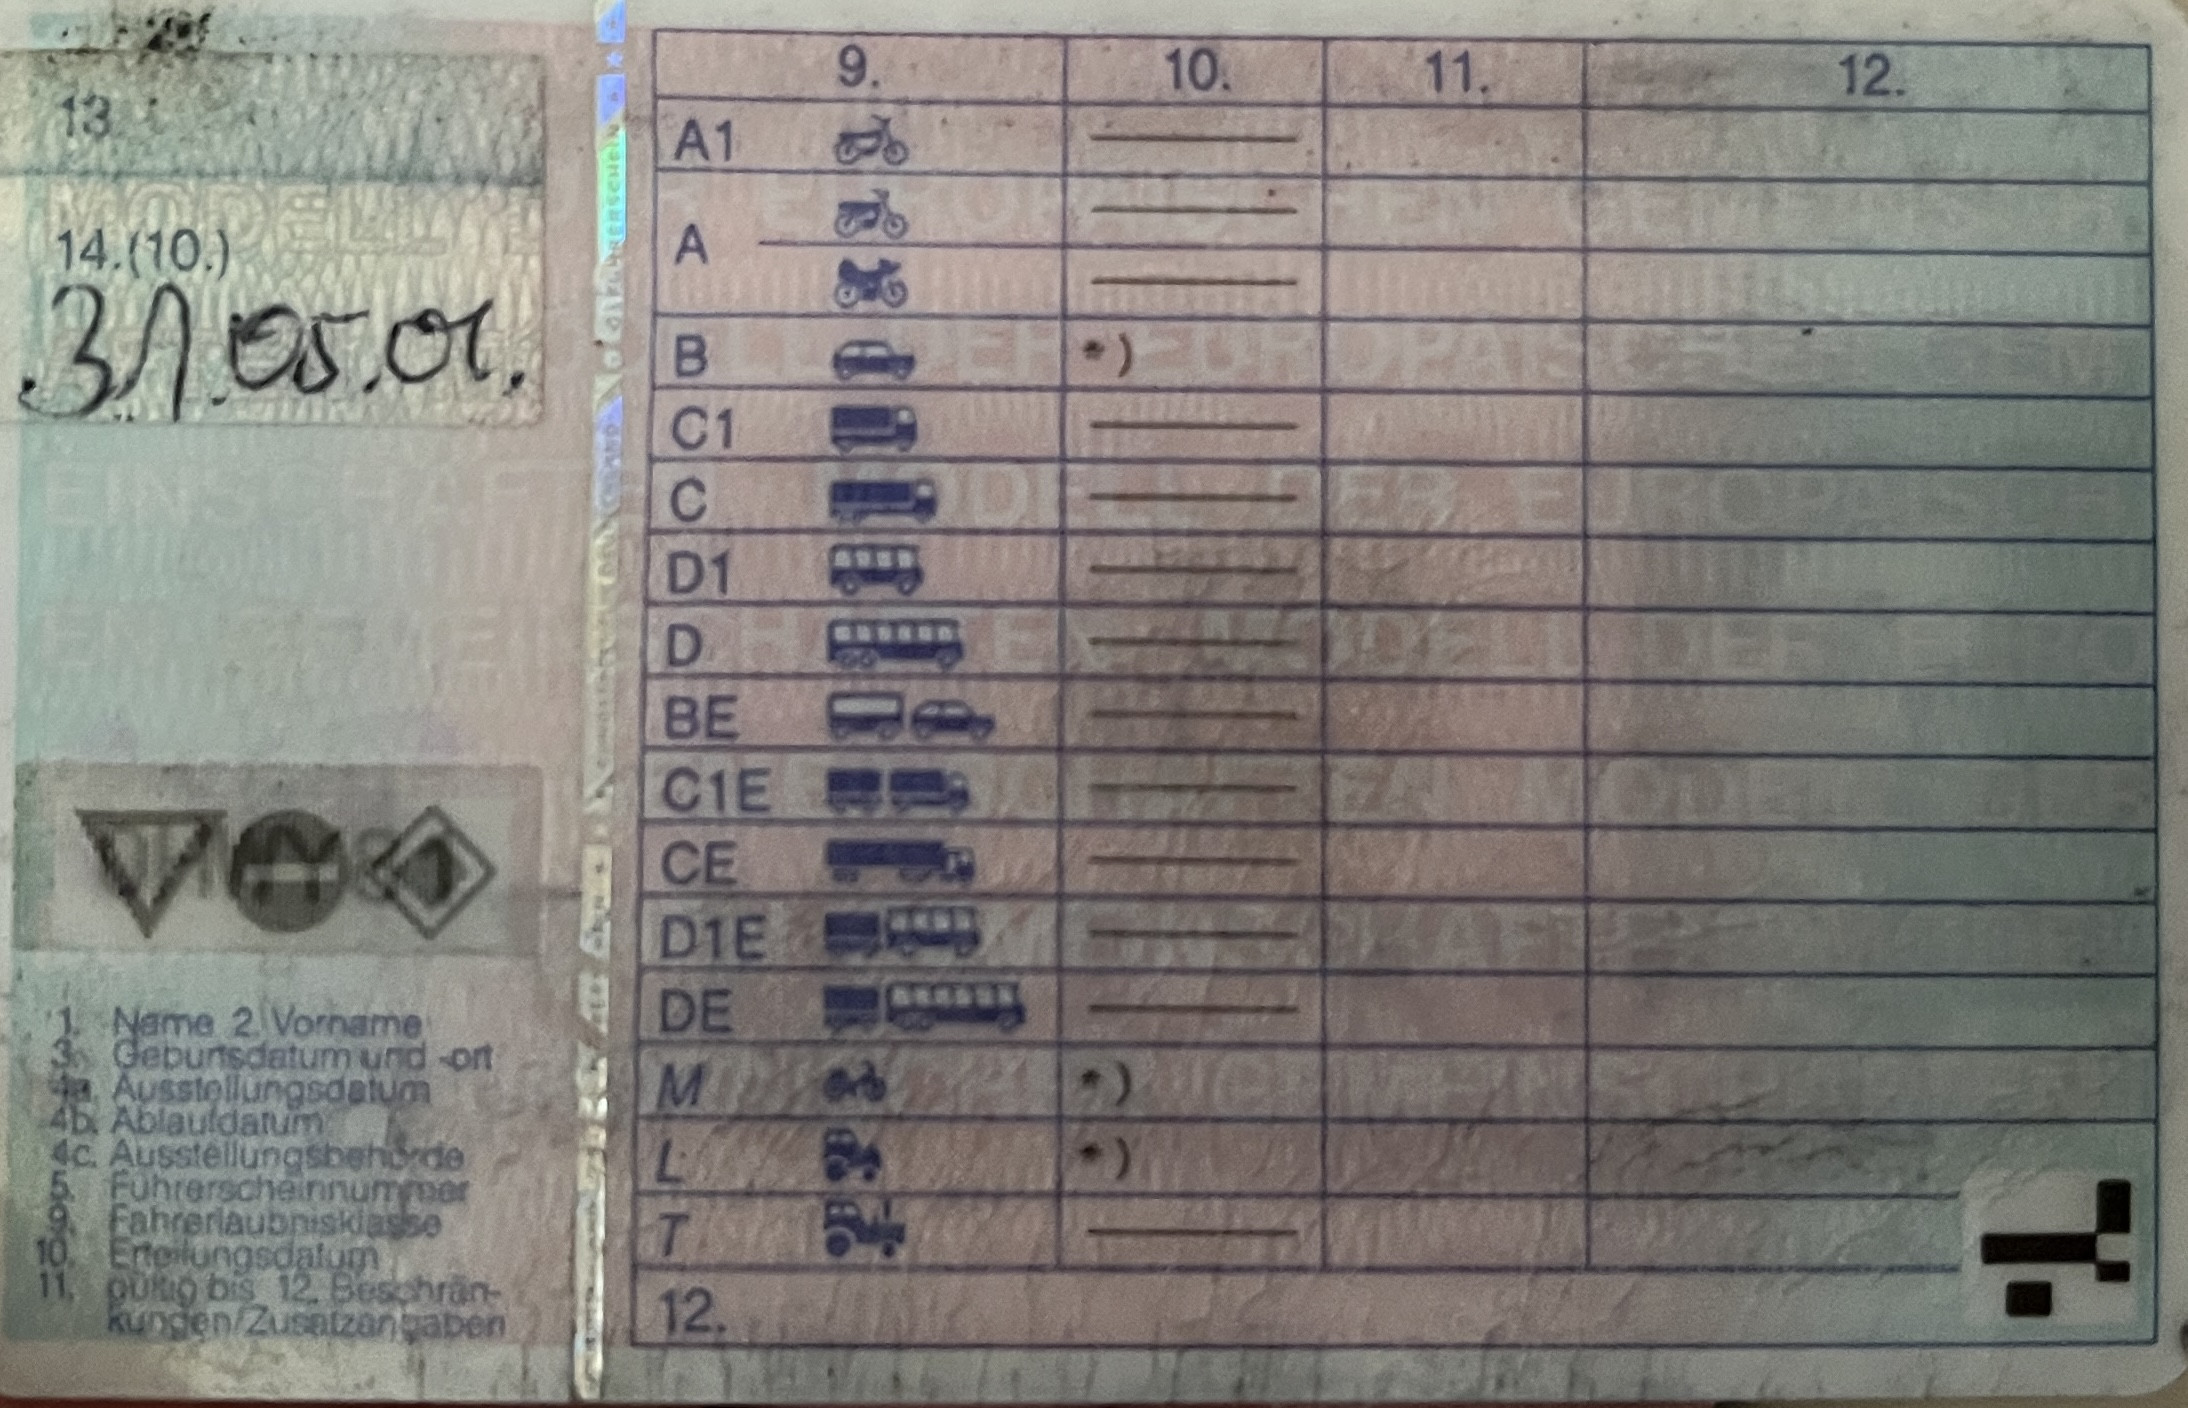 13.
14.(10.)
.31.05.01.
9. 10. 11. 12.
A1
A
B *)
C1
C
D1
D
BE
C1E
CE
D1E
DE
M *)
L *)
T
12.
1. Name 2. Vorname
3. Geburtsdatum und -ort
4a. Ausstellungsdatum
4b. Ablaufdatum
4c. Ausstellungsbehörde
5. Führerscheinnummer
9. Fahrerlaubnisklasse
10. Erteilungsdatum
11. gültig bis 12. Beschrän-
kungen/Zusatzangaben